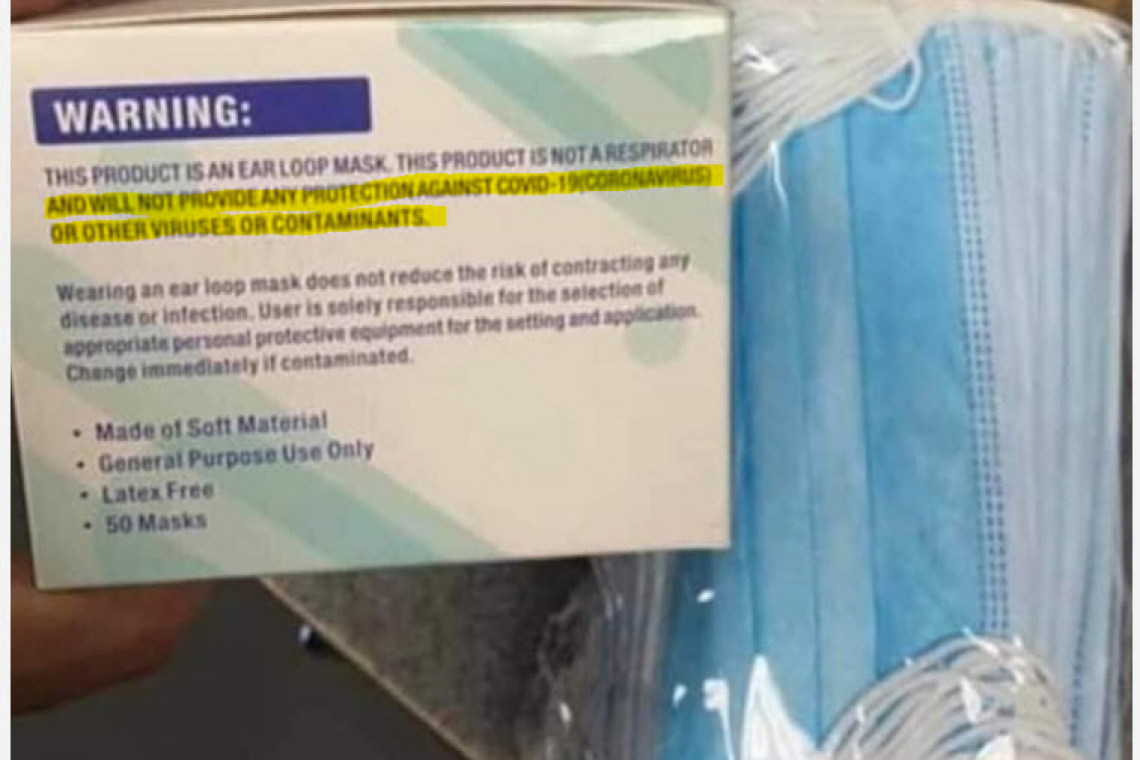 WARNING:
THIS PRODUCT IS AN EAR LOOP MASK. THIS PRODUCT IS NOT A RESPIRATOR
AND WILL NOT PROVIDE ANY PROTECTION AGAINST COVID-19(CORONAVIRUS)
OR OTHER VIRUSES OR CONTAMINANTS.
Wearing an ear loop mask does not reduce the risk of contracting any
disease or infection. User is solely responsible for the selection of
appropriate personal protective equipment for the setting and application.
Change immediately if contaminated.
• Made of Soft Material
• General Purpose Use Only
• Latex Free
• 50 Masks